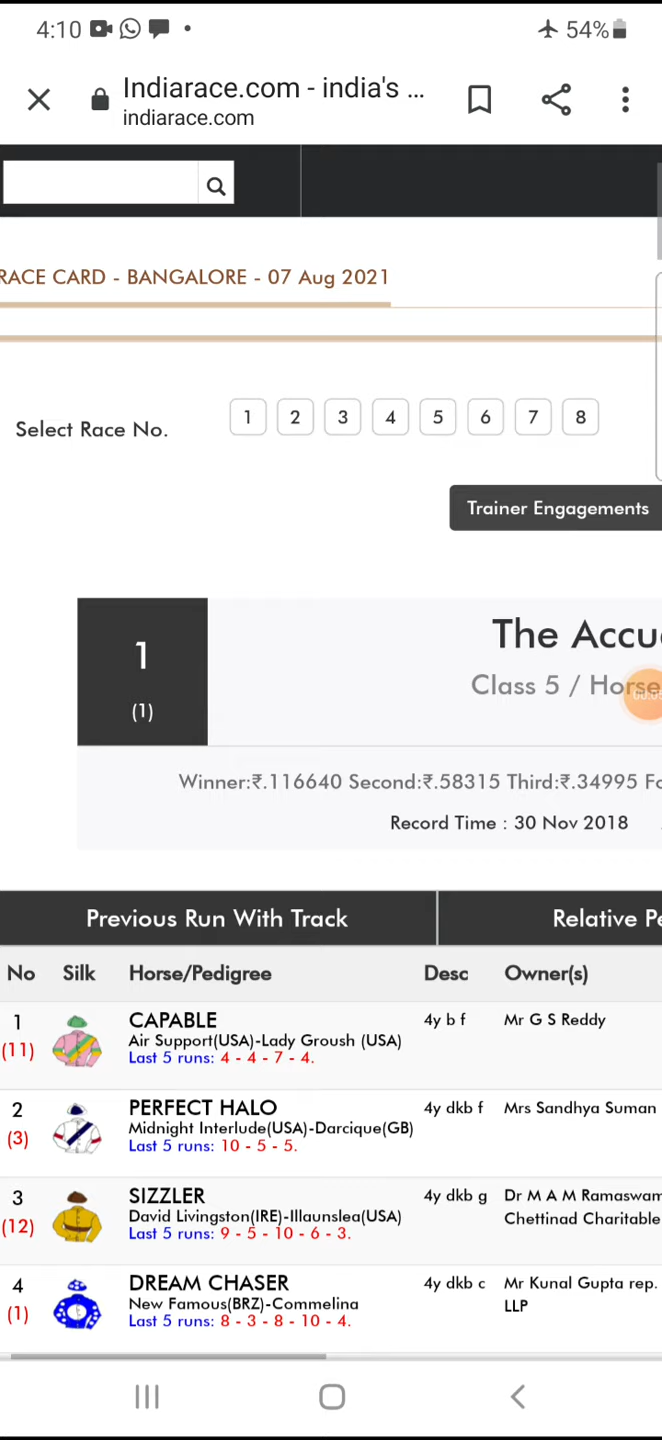 4:10
54%
Indiarace.com - india's ...
indiarace.com
RACE CARD - BANGALORE - 07 Aug 2021
Select Race No.
1 2 3 4 5 6 7 8
Trainer Engagements
1
(1)
The Accu
Class 5 / Horse
Winner:₹.116640 Second:₹.58315 Third:₹.34995 Fo
Record Time : 30 Nov 2018
Previous Run With Track
Relative Pe
No Silk Horse/Pedigree Desc Owner(s)
1 CAPABLE 4y b f Mr G S Reddy
(11) Air Support(USA)-Lady Groush (USA)
Last 5 runs: 4 - 4 - 7 - 4.
2 PERFECT HALO 4y dkb f Mrs Sandhya Suman
(3) Midnight Interlude(USA)-Darcique(GB)
Last 5 runs: 10 - 5 - 5.
3 SIZZLER 4y dkb g Dr M A M Ramaswam
(12) David Livingston(IRE)-Illaunslea(USA) Chettinad Charitable
Last 5 runs: 9 - 5 - 10 - 6 - 3.
4 DREAM CHASER 4y dkb c Mr Kunal Gupta rep.
(1) New Famous(BRZ)-Commelina LLP
Last 5 runs: 8 - 3 - 8 - 10 - 4.